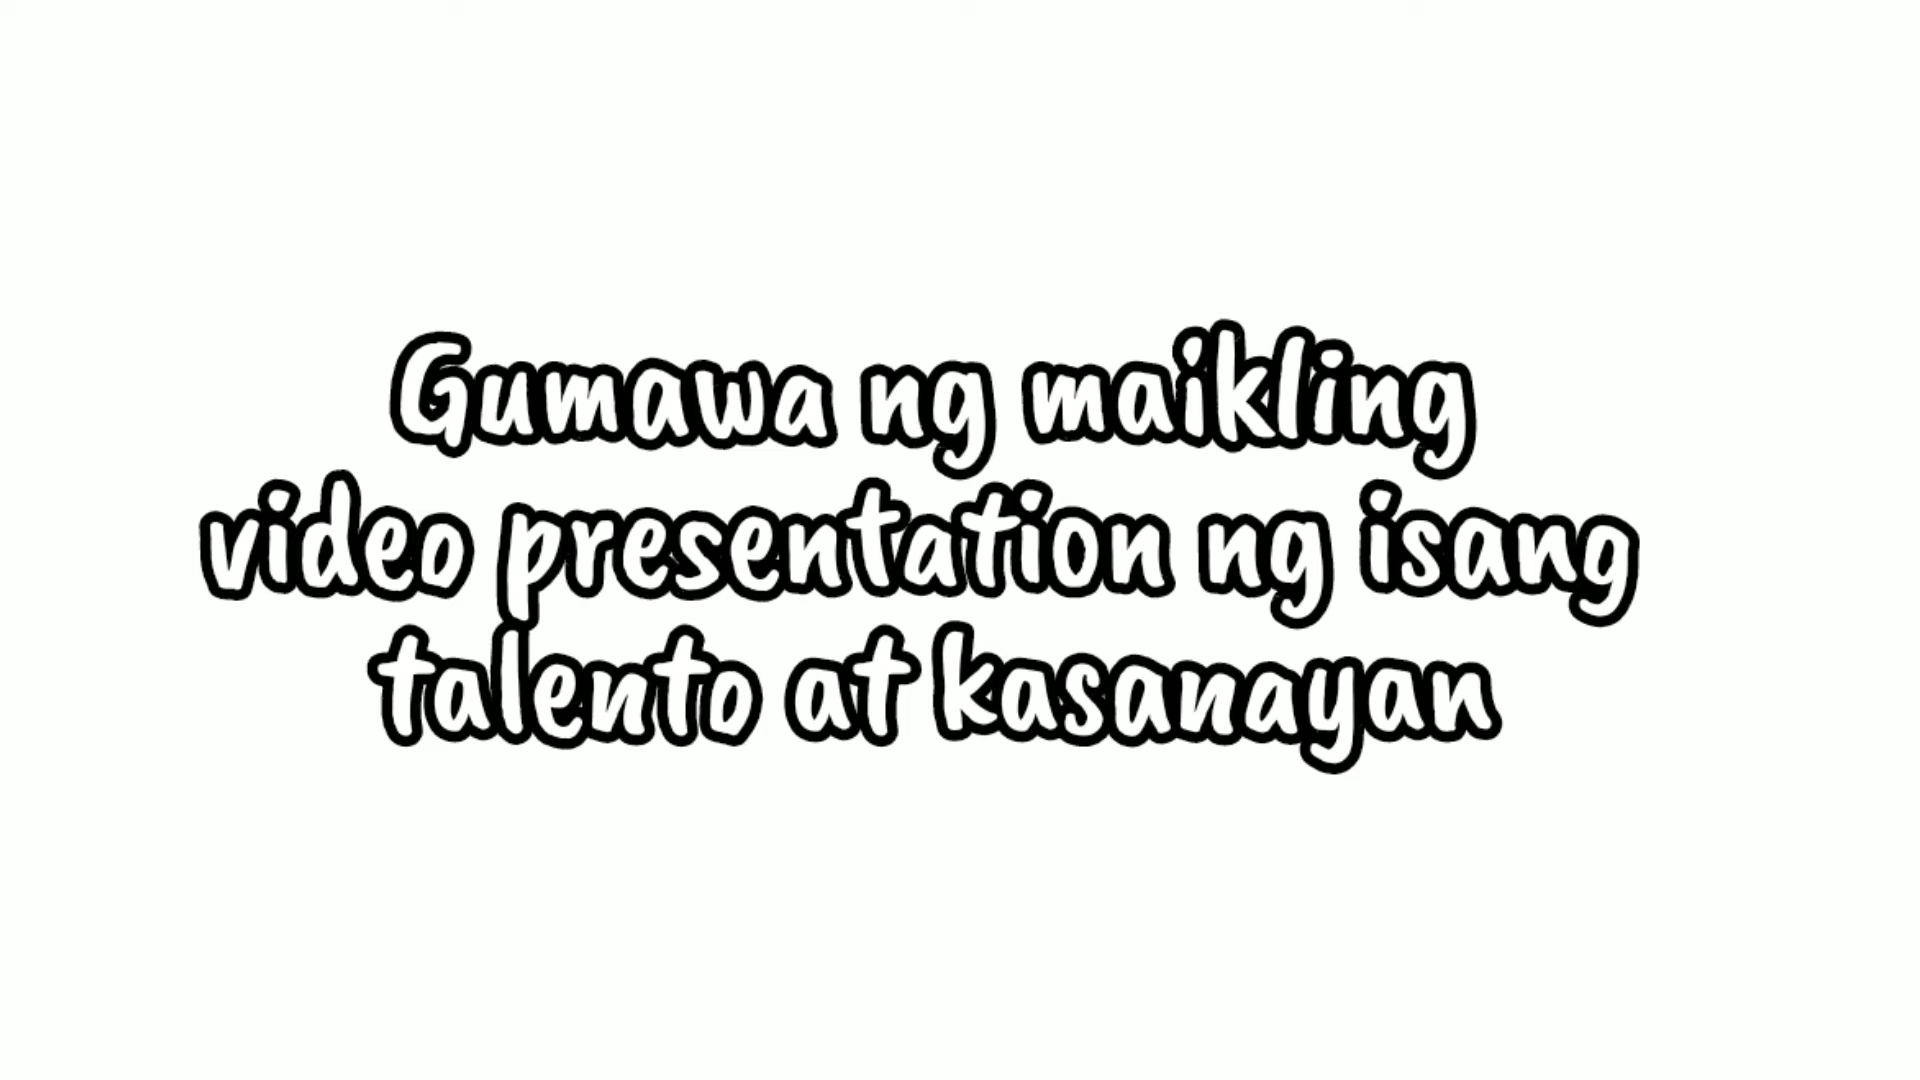 Gumawa ng maikling
video presentation ng isang
talento at kasanayan